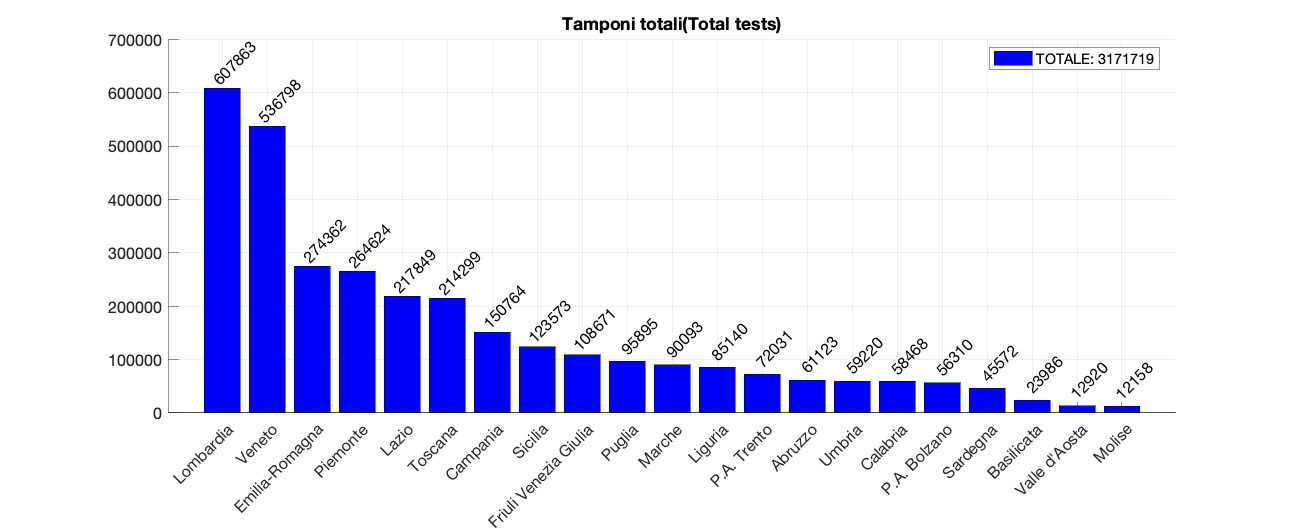 Tamponi totali(Total tests)
TOTALE: 3171719
700000
600000
500000
400000
300000
200000
100000
0
607863
536798
274362
264624
217849
214299
150764
123573
108671
95895
90093
85140
72031
61123
59220
58468
56310
45572
23986
12920
12158
Lombardia
Veneto
Emilia-Romagna
Piemonte
Lazio
Toscana
Campania
Sicilia
Friuli Venezia Giulia
Puglia
Marche
Liguria
P.A. Trento
Abruzzo
Umbria
Calabria
P.A. Bolzano
Sardegna
Basilicata
Valle d'Aosta
Molise